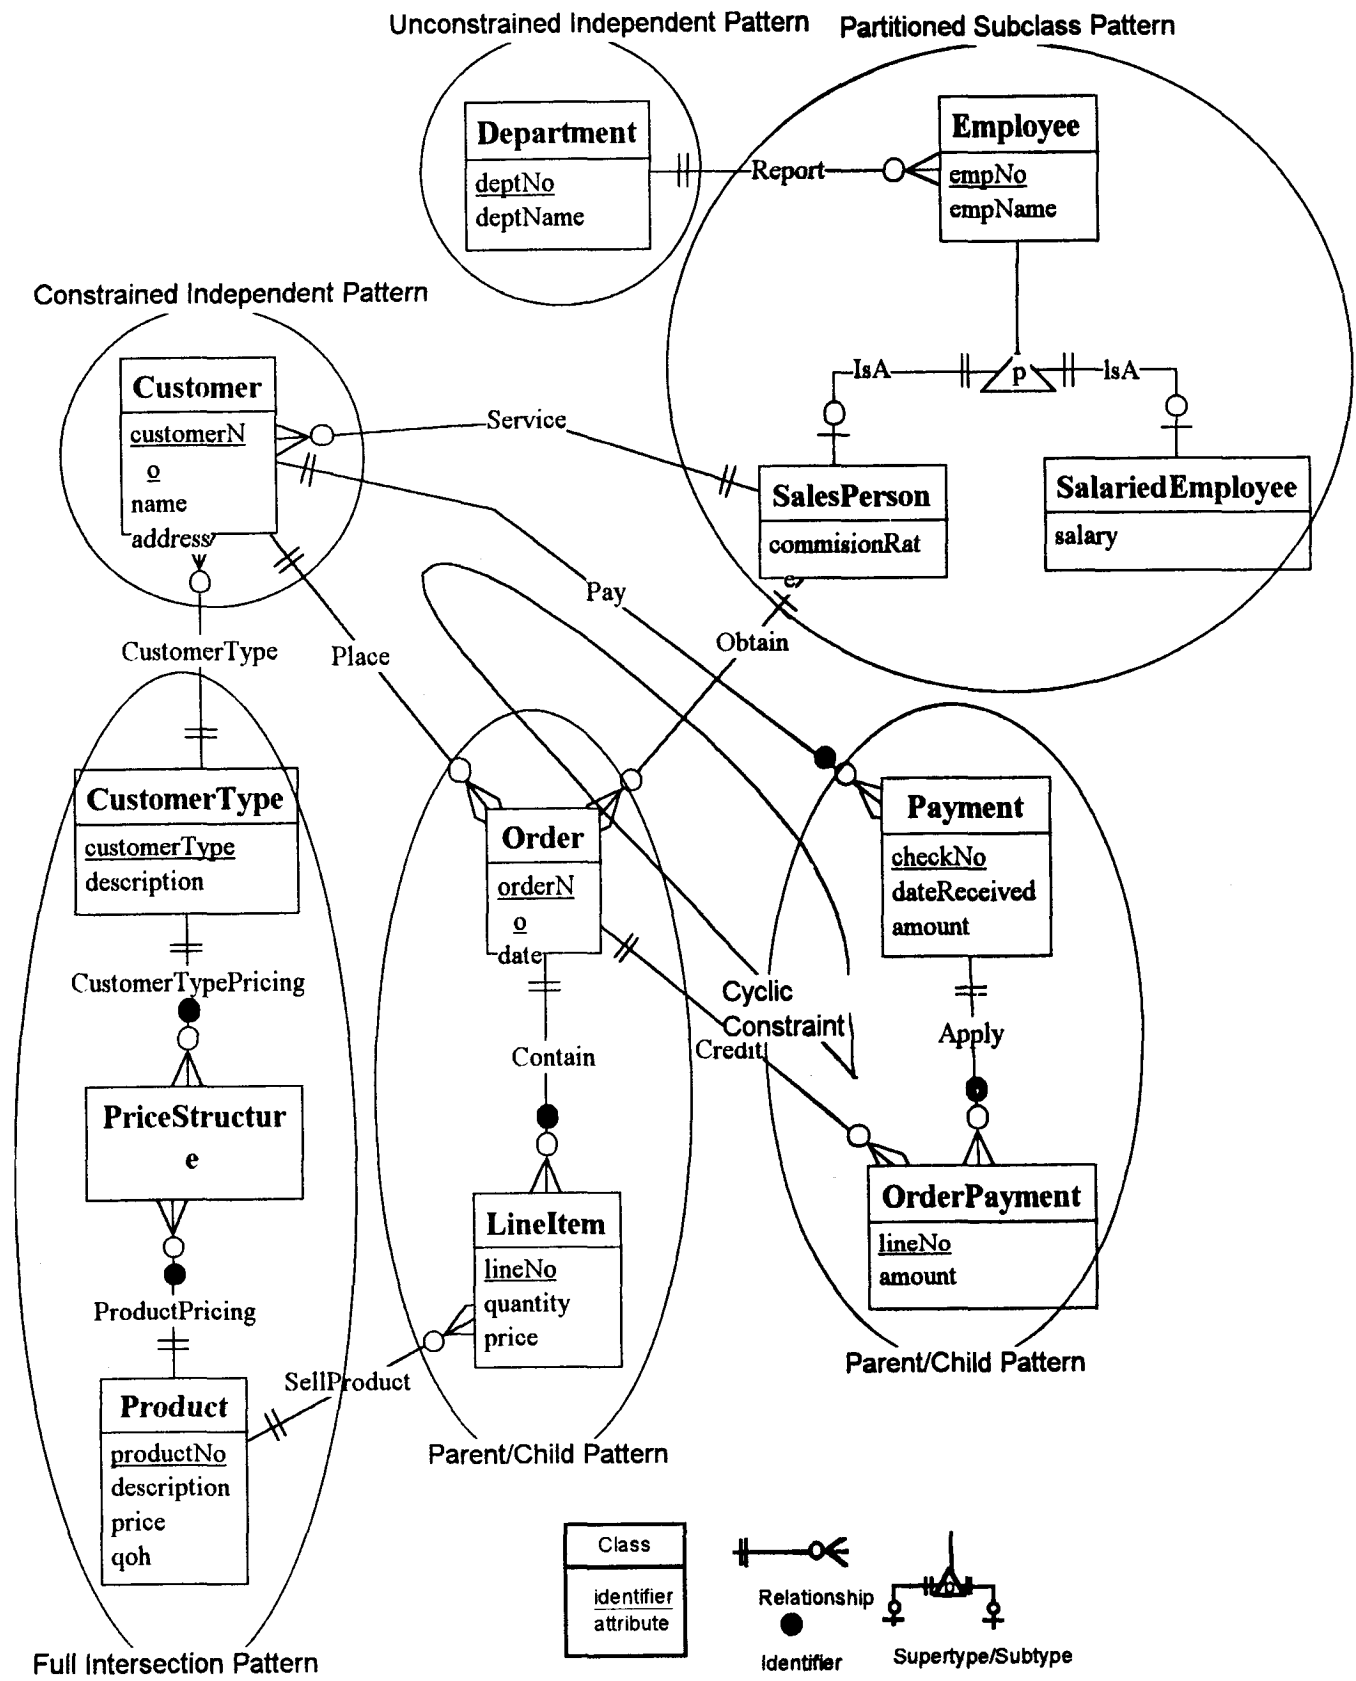 Unconstrained Independent Pattern
Partitioned Subclass Pattern
Department
deptNo
deptName
Report
Employee
empNo
empName
Constrained Independent Pattern
Customer
customerN
o
name
address
Service
IsA
p
IsA
SalesPerson
commisionRat
e
SalariedEmployee
salary
Pay
Obtain
CustomerType
Place
CustomerType
customerType
description
Order
orderN
o
date
Payment
checkNo
dateReceived
amount
CustomerTypePricing
Cyclic
Constraint
Credit
Contain
Apply
PriceStructur
e
OrderPayment
lineNo
amount
LineItem
lineNo
quantity
price
ProductPricing
SellProduct
Parent/Child Pattern
Product
productNo
description
price
qoh
Parent/Child Pattern
Full Intersection Pattern
Class
identifier
attribute
Relationship
Identifier
Supertype/Subtype